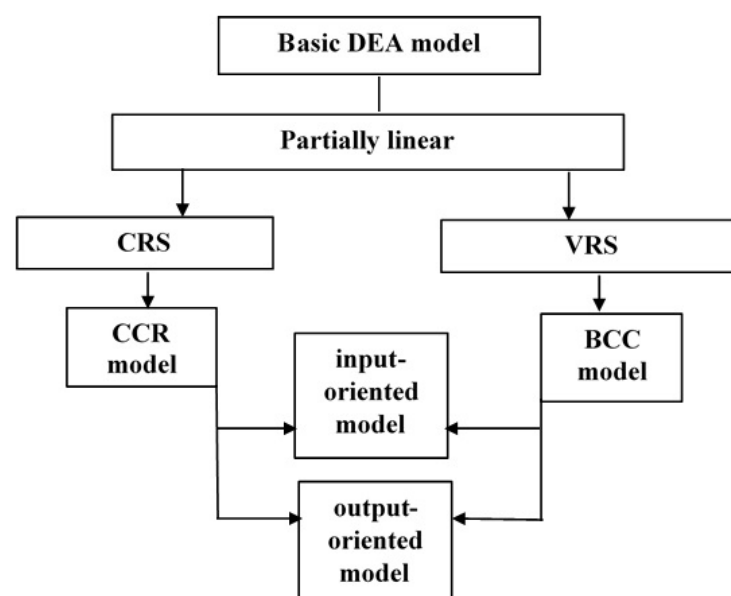 Basic DEA model
Partially linear
CRS
VRS
CCR
model
BCC
model
input-
oriented
model
output-
oriented
model